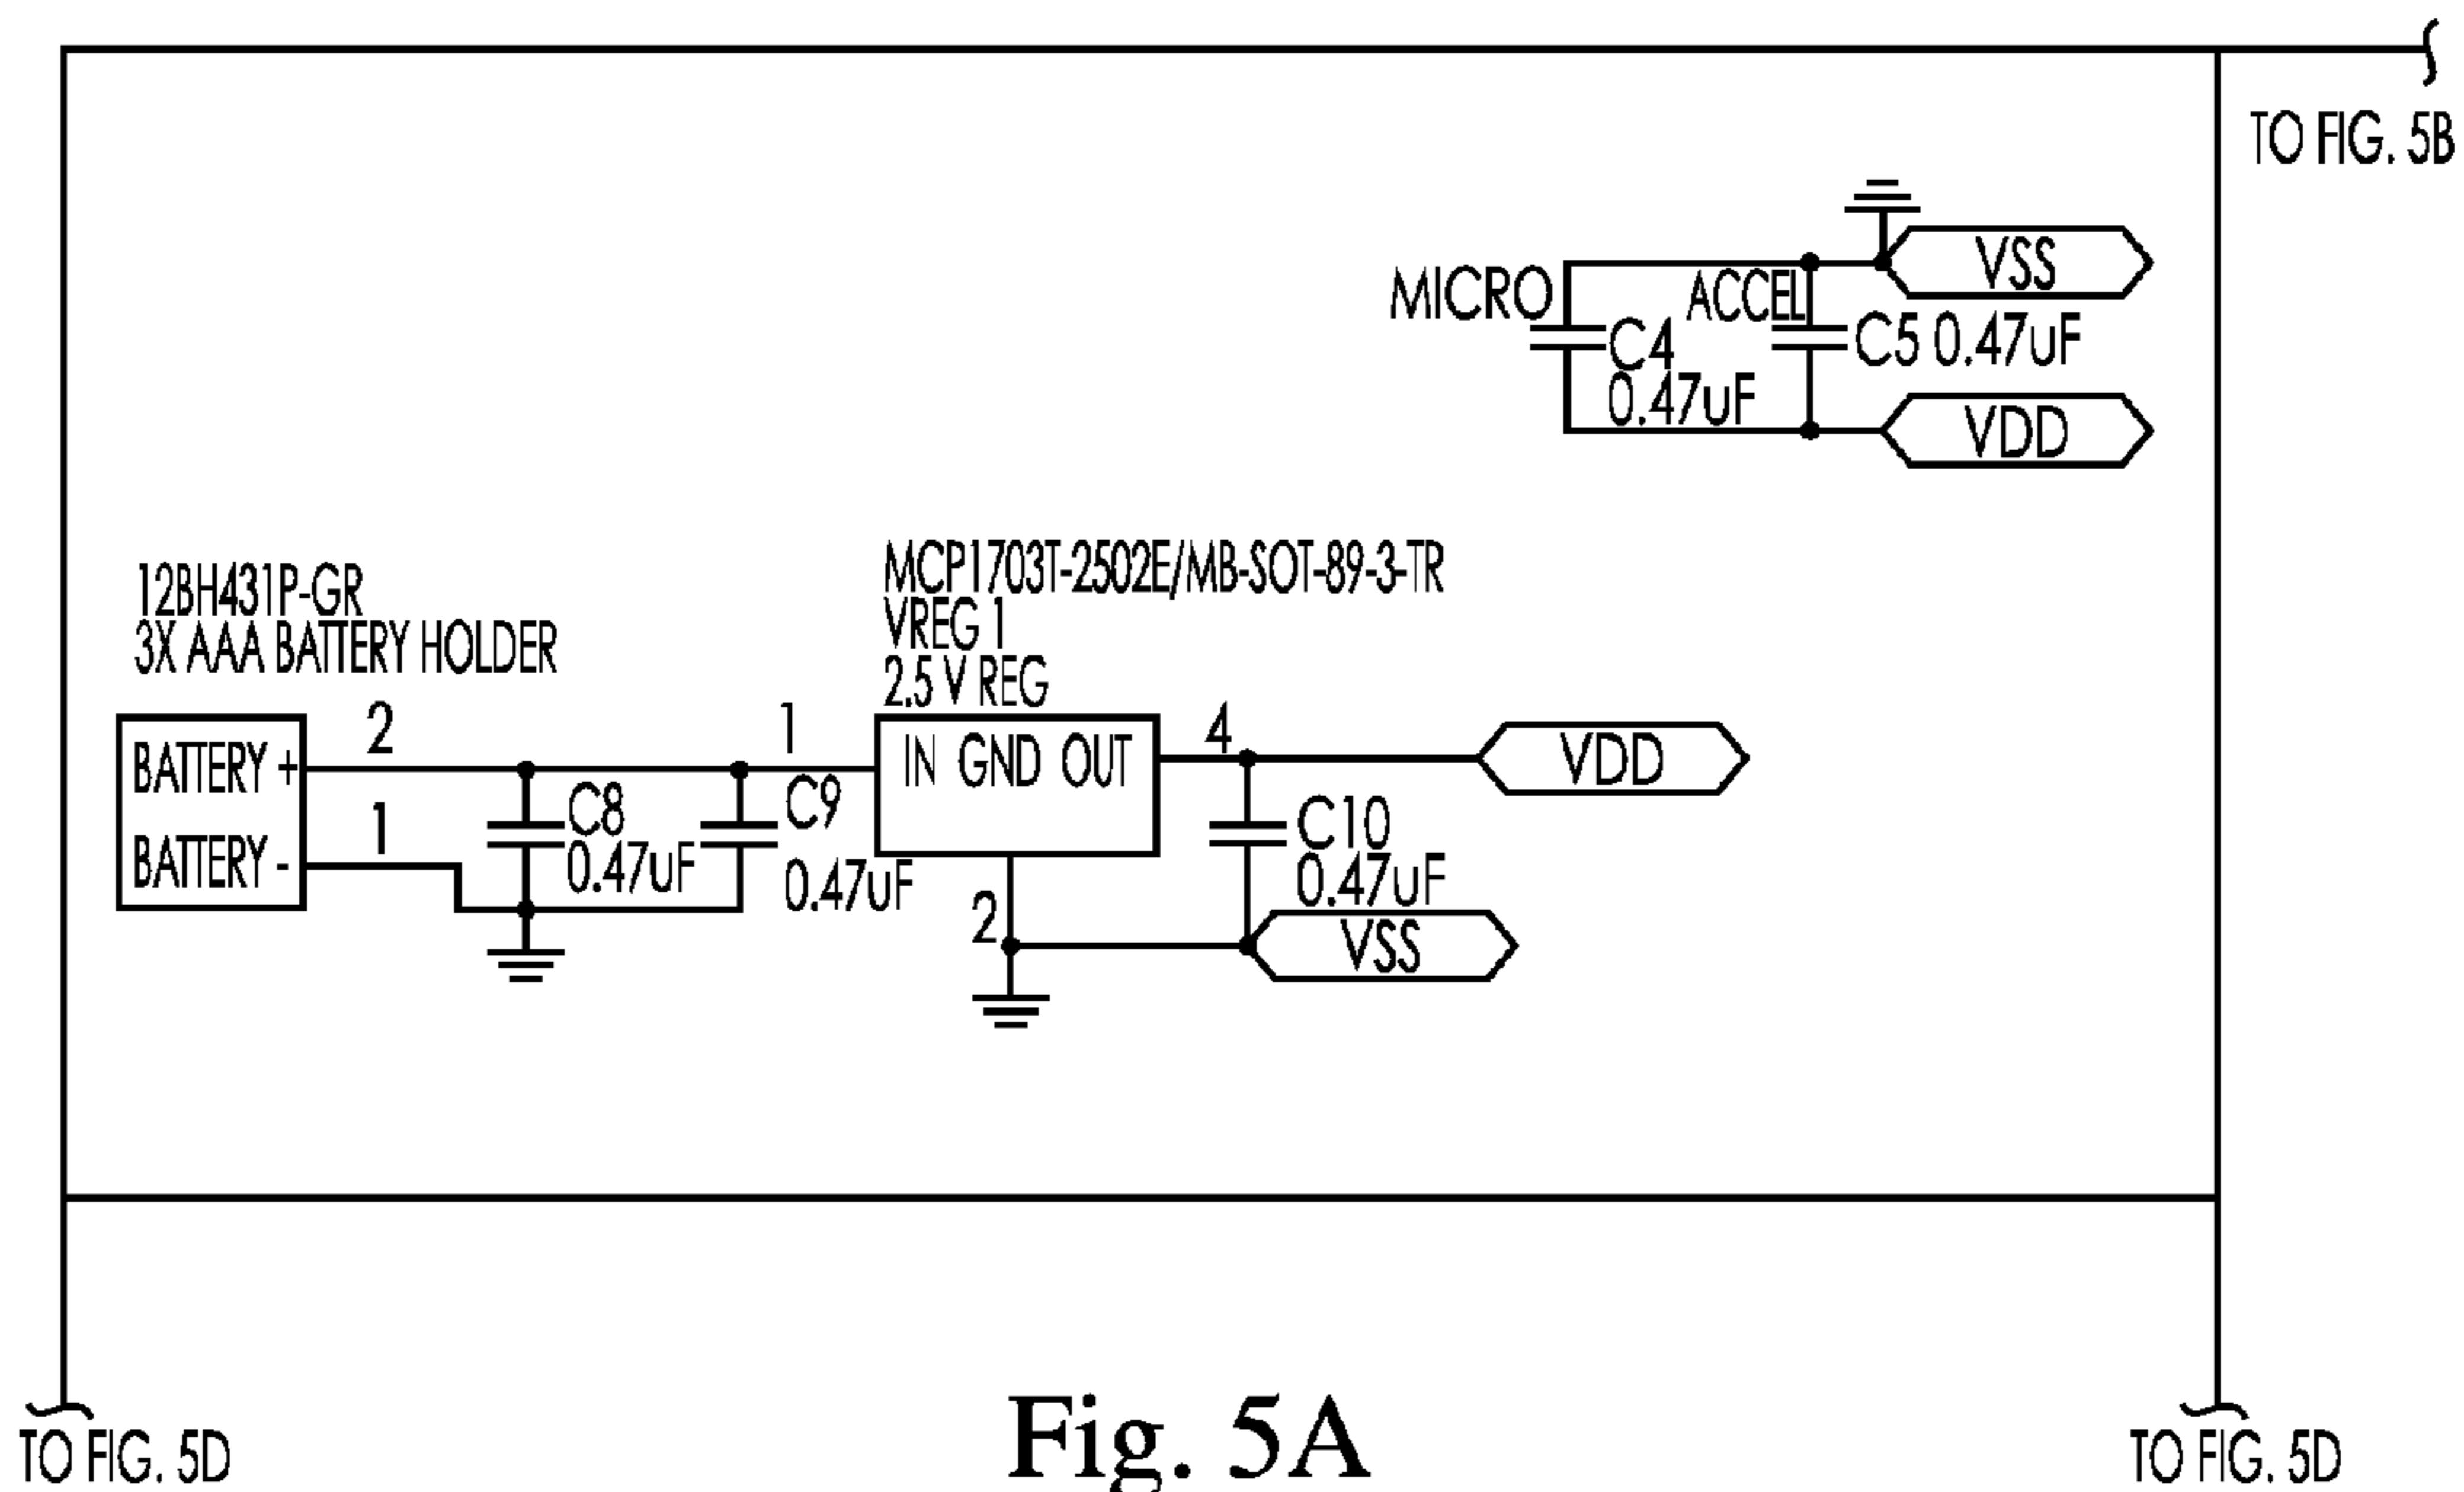 TO FIG. 5B
VSS
MICRO
ACCEL
C4
0.47uF
C5 0.47uF
VDD
12BH431P-GR
3X AAA BATTERY HOLDER
MCP1703T-2502E/MB-SOT-89-3-TR
VREG 1
2.5 V REG
2
1
4
BATTERY +
IN GND OUT
VDD
BATTERY -
1
C8
0.47uF
C9
0.47uF
C10
0.47uF
2
VSS
TO FIG. 5D
Fig. 5A
TO FIG. 5D